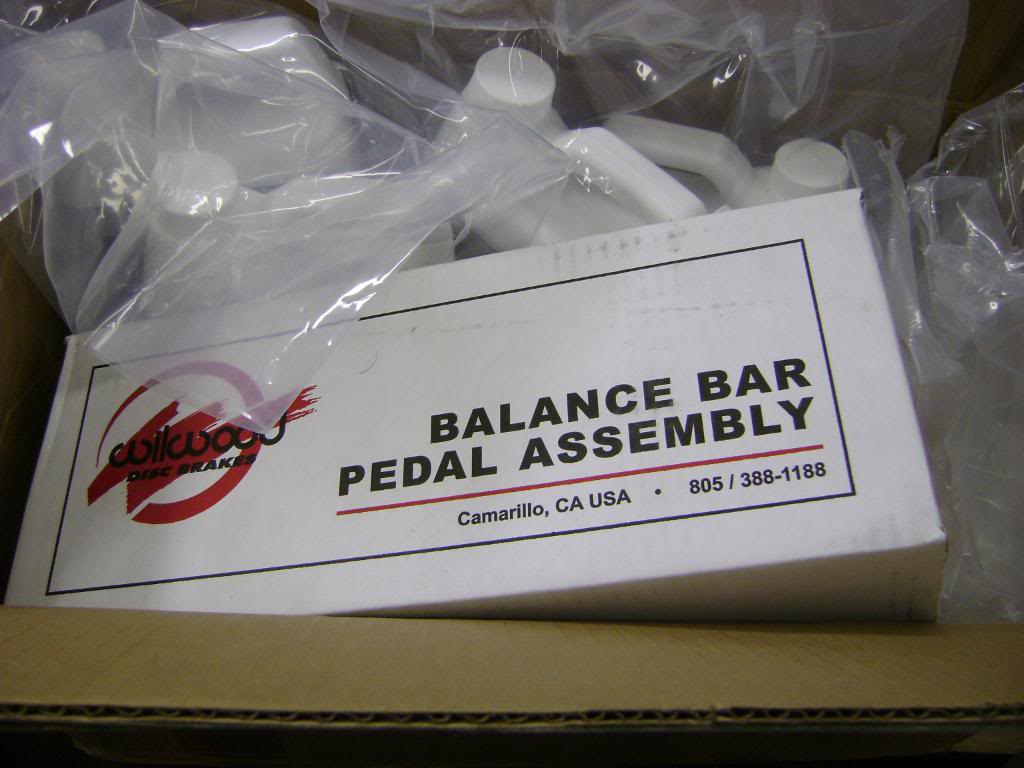 wilwood
DISC BRAKES
BALANCE BAR
PEDAL ASSEMBLY
Camarillo, CA USA • 805 / 388-1188